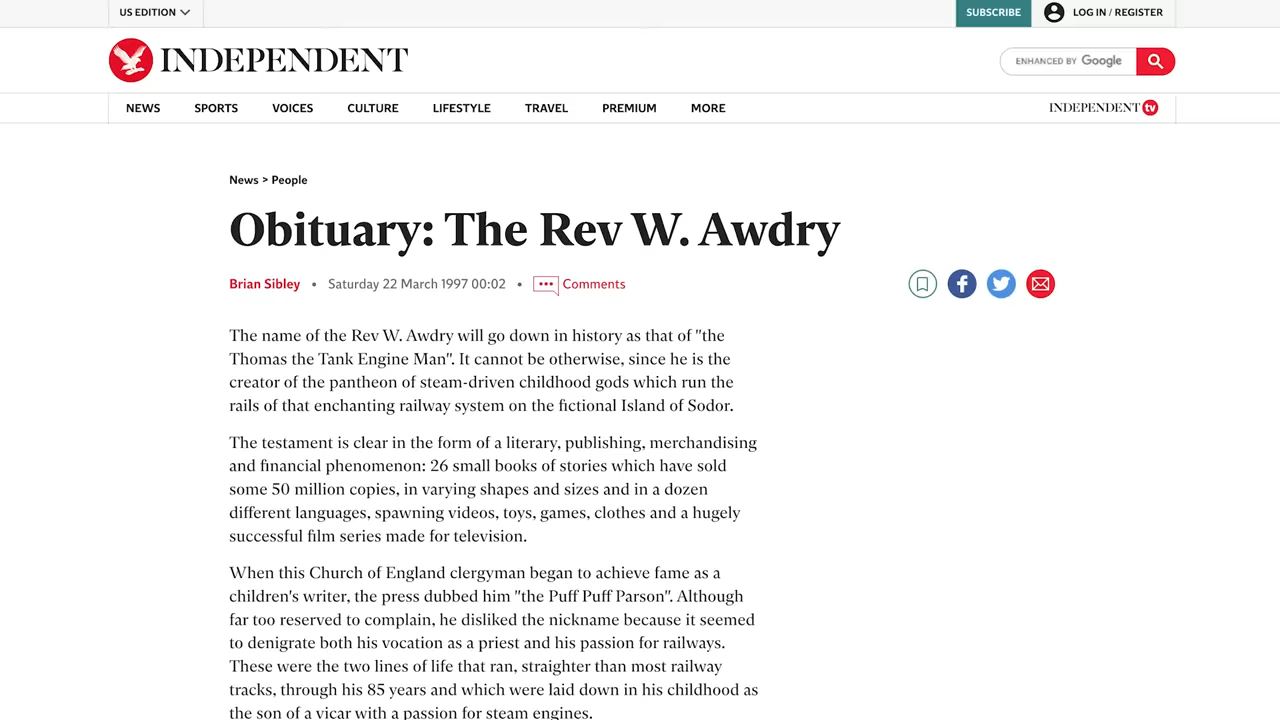 US EDITION
SUBSCRIBE
LOG IN / REGISTER
INDEPENDENT
ENHANCED BY Google
NEWS SPORTS VOICES CULTURE LIFESTYLE TRAVEL PREMIUM MORE
INDEPENDENT tv
News > People
Obituary: The Rev W. Awdry
Brian Sibley • Saturday 22 March 1997 00:02 • Comments
The name of the Rev W. Awdry will go down in history as that of "the
Thomas the Tank Engine Man". It cannot be otherwise, since he is the
creator of the pantheon of steam-driven childhood gods which run the
rails of that enchanting railway system on the fictional Island of Sodor.
The testament is clear in the form of a literary, publishing, merchandising
and financial phenomenon: 26 small books of stories which have sold
some 50 million copies, in varying shapes and sizes and in a dozen
different languages, spawning videos, toys, games, clothes and a hugely
successful film series made for television.
When this Church of England clergyman began to achieve fame as a
children's writer, the press dubbed him "the Puff Puff Parson". Although
far too reserved to complain, he disliked the nickname because it seemed
to denigrate both his vocation as a priest and his passion for railways.
These were the two lines of life that ran, straighter than most railway
tracks, through his 85 years and which were laid down in his childhood as
the son of a vicar with a passion for steam engines.